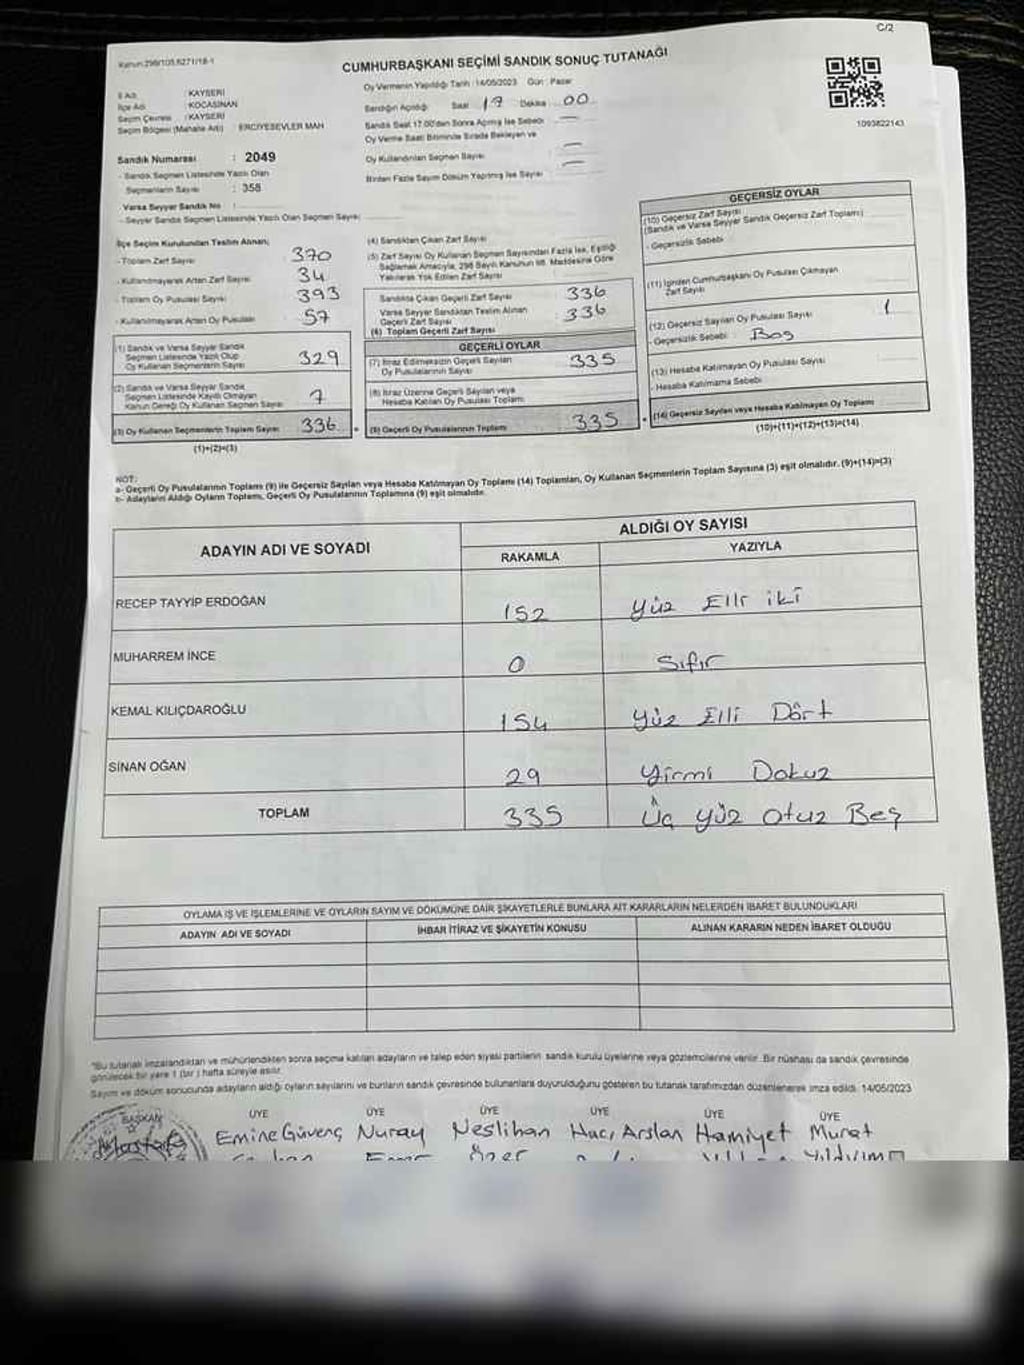 C/2
Kanun:298/105,6271/18-1
CUMHURBAŞKANI SEÇİMİ SANDIK SONUÇ TUTANAĞI
İl Adı : KAYSERİ
İlçe Adı : KOCASİNAN
Seçim Çevresi : KAYSERİ
Seçim Bölgesi (Mahalle Adı) : ERCİYESEVLER MAH
Oy Vermenin Yapıldığı Tarih : 14/05/2023 Gün : Pazar
Sandığın Açıldığı Saat 17 Dakika 00
Sandık Saat 17.00'den Sonra Açılmış İse Sebebi : —
Oy Verme Saati Bitiminde Sırada Bekleyen ve
Oy Kullandırılan Seçmen Sayısı —
Birden Fazla Sayım Döküm Yapılmış İse Sayısı —
1093822143
Sandık Numarası : 2049
- Sandık Seçmen Listesinde Yazılı Olan
Seçmenlerin Sayısı : 358
Varsa Seyyar Sandık No :
- Seyyar Sandık Seçmen Listesinde Yazılı Olan Seçmen Sayısı :
İlçe Seçim Kurulundan Teslim Alınan;
- Toplam Zarf Sayısı : 370
- Kullanılmayarak Artan Zarf Sayısı : 34
- Toplam Oy Pusulası Sayısı : 393
- Kullanılmayarak Artan Oy Pusulası : 57
(1) Sandık ve Varsa Seyyar Sandık
Seçmen Listesinde Yazılı Olup
Oy Kullanan Seçmen Sayısı 329
(2) Sandık ve Varsa Seyyar Sandık
Seçmen Listesinde Kayıtlı Olmayan
Kanun Gereği Oy Kullanan Seçmen Sayısı 7
(3) Oy Kullanan Seçmenlerin Toplam Sayısı 336
(1)+(2)=(3)
(4) Sandıktan Çıkan Zarf Sayısı
(5) Zarf Sayısı Oy Kullanan Seçmen Sayısından Fazla İse, Eşitliği
Sağlamak Amacıyla, 298 Sayılı Kanunun 98. Maddesine Göre
Yakılarak Yok Edilen Zarf Sayısı
Sandıkta Çıkan Geçerli Zarf Sayısı : 336
Varsa Seyyar Sandıktan Teslim Alınan
Geçerli Zarf Sayısı : 336
(6) Toplam Geçerli Zarf Sayısı
GEÇERLİ OYLAR
(7) İtiraz Edilmeksizin Geçerli Sayılan
Oy Pusulalarının Sayısı 335
(8) İtiraz Üzerine Geçerli Sayılan veya
Hesaba Katılan Oy Pusulası Toplamı
(9) Geçerli Oy Pusulalarının Toplamı 335
GEÇERSİZ OYLAR
(10) Geçersiz Zarf Sayısı
(Sandık ve Varsa Seyyar Sandık Geçersiz Zarf Toplamı)
- Geçersizlik Sebebi :
(11) İçinden Cumhurbaşkanı Oy Pusulası Çıkmayan
Zarf Sayısı
(12) Geçersiz Sayılan Oy Pusulası Sayısı 1
- Geçersizlik Sebebi : Boş
(13) Hesaba Katılmayan Oy Pusulası Sayısı
- Hesaba Katılmama Sebebi
(14) Geçersiz Sayılan veya Hesaba Katılmayan Oy Toplamı
(10)+(11)+(12)+(13)=(14)
NOT:
a- Geçerli Oy Pusulalarının Toplamı (9) ile Geçersiz Sayılan veya Hesaba Katılmayan Oy Toplamı (14) Toplamları, Oy Kullanan Seçmenlerin Toplam Sayısına (3) eşit olmalıdır. (9)+(14)=(3)
b- Adayların Aldığı Oyların Toplamı, Geçerli Oy Pusulalarının Toplamına (9) eşit olmalıdır.
ADAYIN ADI VE SOYADI
ALDIĞI OY SAYISI
RAKAMLA YAZIYLA
RECEP TAYYİP ERDOĞAN 152 Yüz Elli iki
MUHARREM İNCE 0 Sıfır
KEMAL KILIÇDAROĞLU 154 Yüz Elli Dört
SİNAN OĞAN 29 Yirmi Dokuz
TOPLAM 335 Üç Yüz Otuz Beş
OYLAMA İŞ VE İŞLEMLERİNE VE OYLARIN SAYIM VE DÖKÜMÜNE DAİR ŞİKAYETLERLE BUNLARA AİT KARARLARIN NELERDEN İBARET BULUNDUKLARI
ADAYIN ADI VE SOYADI İHBAR İTİRAZ VE ŞİKAYETİN KONUSU ALINAN KARARIN NEDEN İBARET OLDUĞU
"Bu tutanak imzalandıktan ve mühürlendikten sonra seçime katılan adayların ve talep eden siyasi partilerin sandık kurulu üyelerine veya gözlemcilerine verilir. Bir nüshası da sandık çevresinde
görülecek bir yere 1 (bir) hafta süreyle asılır.
Sayım ve döküm sonucunda adayların aldığı oyların sayılarını ve bunların sandık çevresinde bulunanlara duyurulduğunu gösteren bu tutanak tarafımızdan düzenlenerek imza edildi. 14/05/2023
BAŞKAN ÜYE ÜYE ÜYE ÜYE ÜYE ÜYE
Mustafa Emine Güvenç Nuray Neslihan Hacı Arslan Hamiyet Murat
Özer Yıldırım